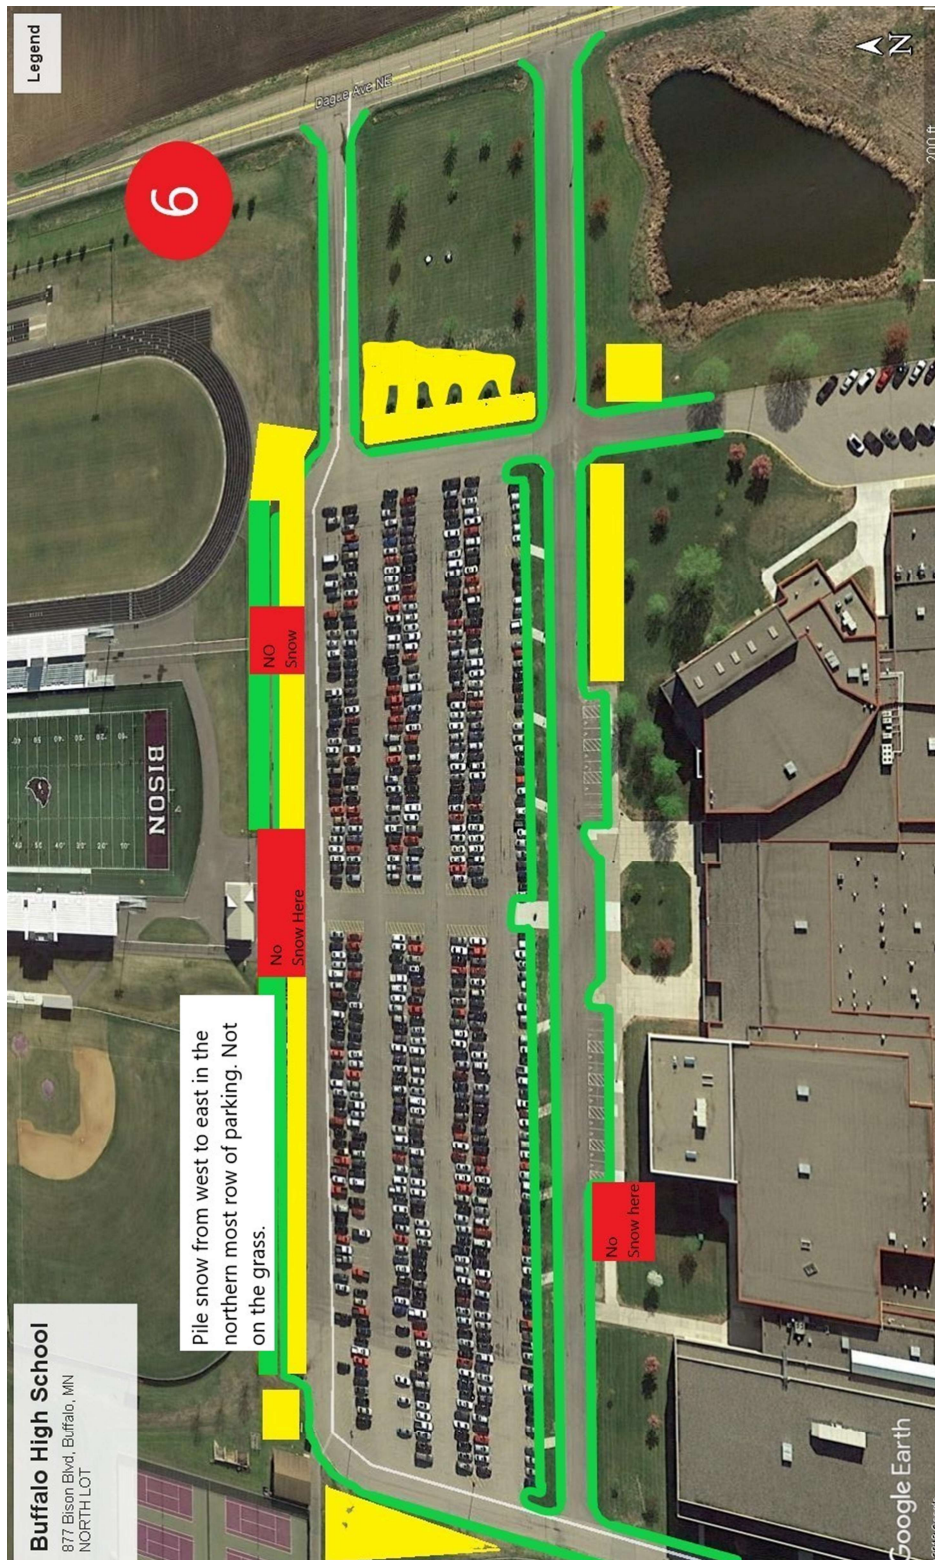 Buffalo High School
877 Bison Blvd, Buffalo, MN
NORTH LOT
Legend
6
Dague Ave NE
N
200 ft
NO
Snow
No
Snow Here
BISON
Pile snow from west to east in the
northern most row of parking. Not
on the grass.
No
Snow here
Google Earth